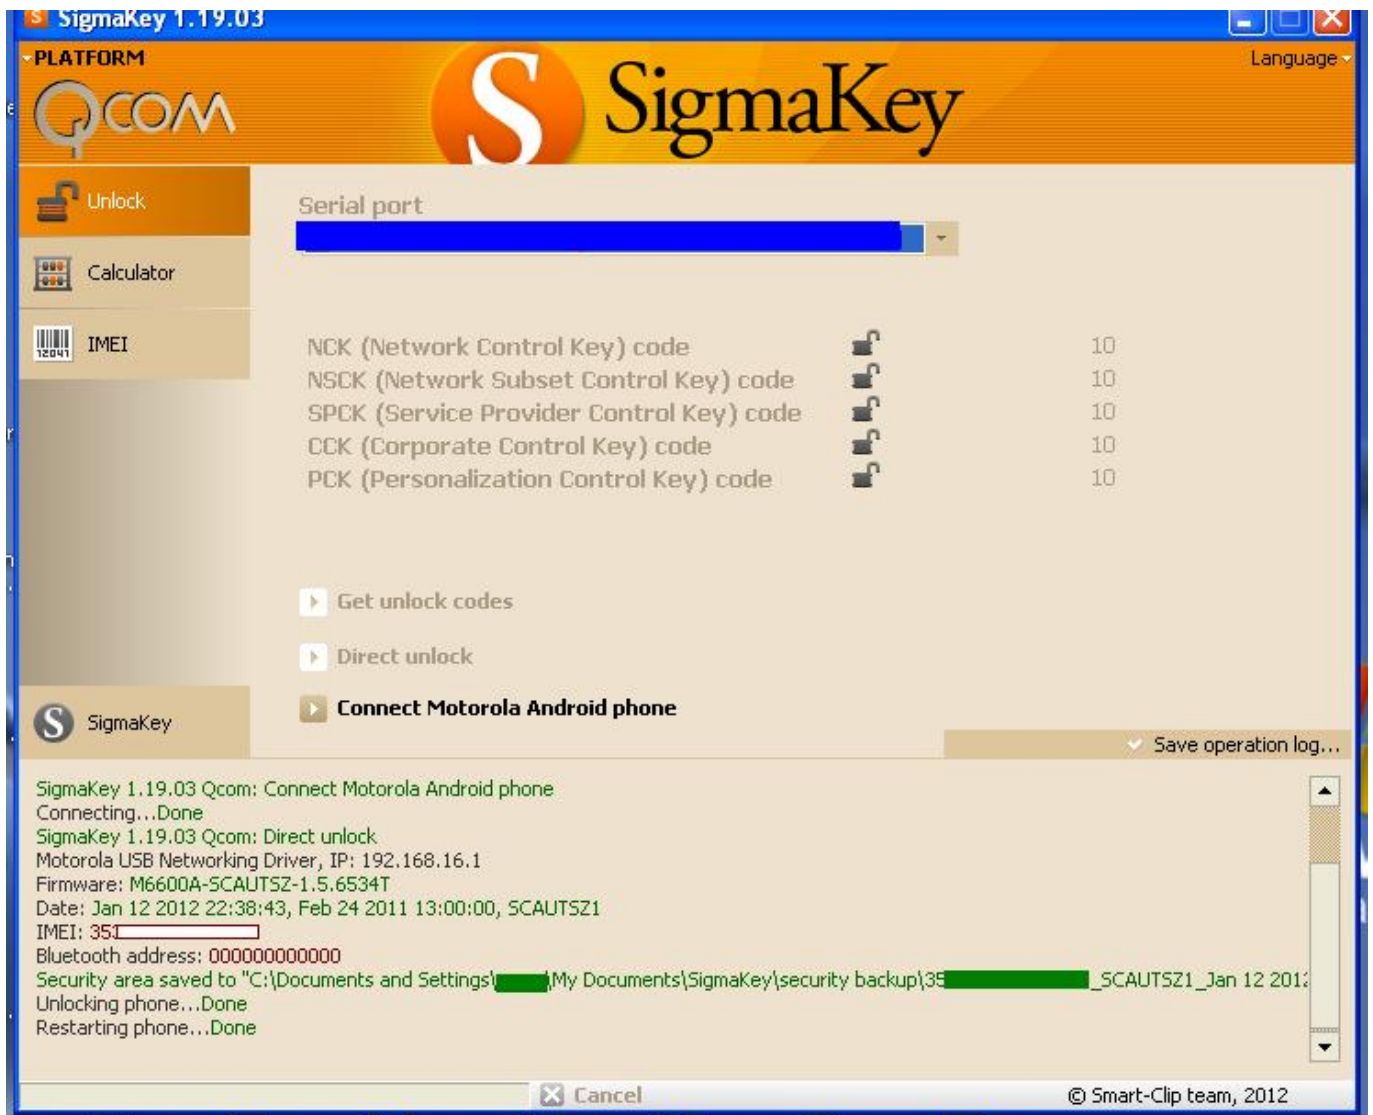 SigmaKey 1.19.03
PLATFORM
Language
QCOM
SigmaKey
Unlock
Serial port
Calculator
12041
IMEI
NCK (Network Control Key) code 10
NSCK (Network Subset Control Key) code 10
SPCK (Service Provider Control Key) code 10
CCK (Corporate Control Key) code 10
PCK (Personalization Control Key) code 10
Get unlock codes
Direct unlock
Connect Motorola Android phone
S SigmaKey
Save operation log...
SigmaKey 1.19.03 Qcom: Connect Motorola Android phone
Connecting...Done
SigmaKey 1.19.03 Qcom: Direct unlock
Motorola USB Networking Driver, IP: 192.168.16.1
Firmware: M6600A-SCAUTSZ-1.5.6534T
Date: Jan 12 2012 22:38:43, Feb 24 2011 13:00:00, SCAUTSZ1
IMEI: 35
Bluetooth address: 000000000000
Security area saved to "C:\Documents and Settings\ \My Documents\SigmaKey\security backup\35 _SCAUTSZ1_Jan 12 2012
Unlocking phone...Done
Restarting phone...Done
Cancel
© Smart-Clip team, 2012